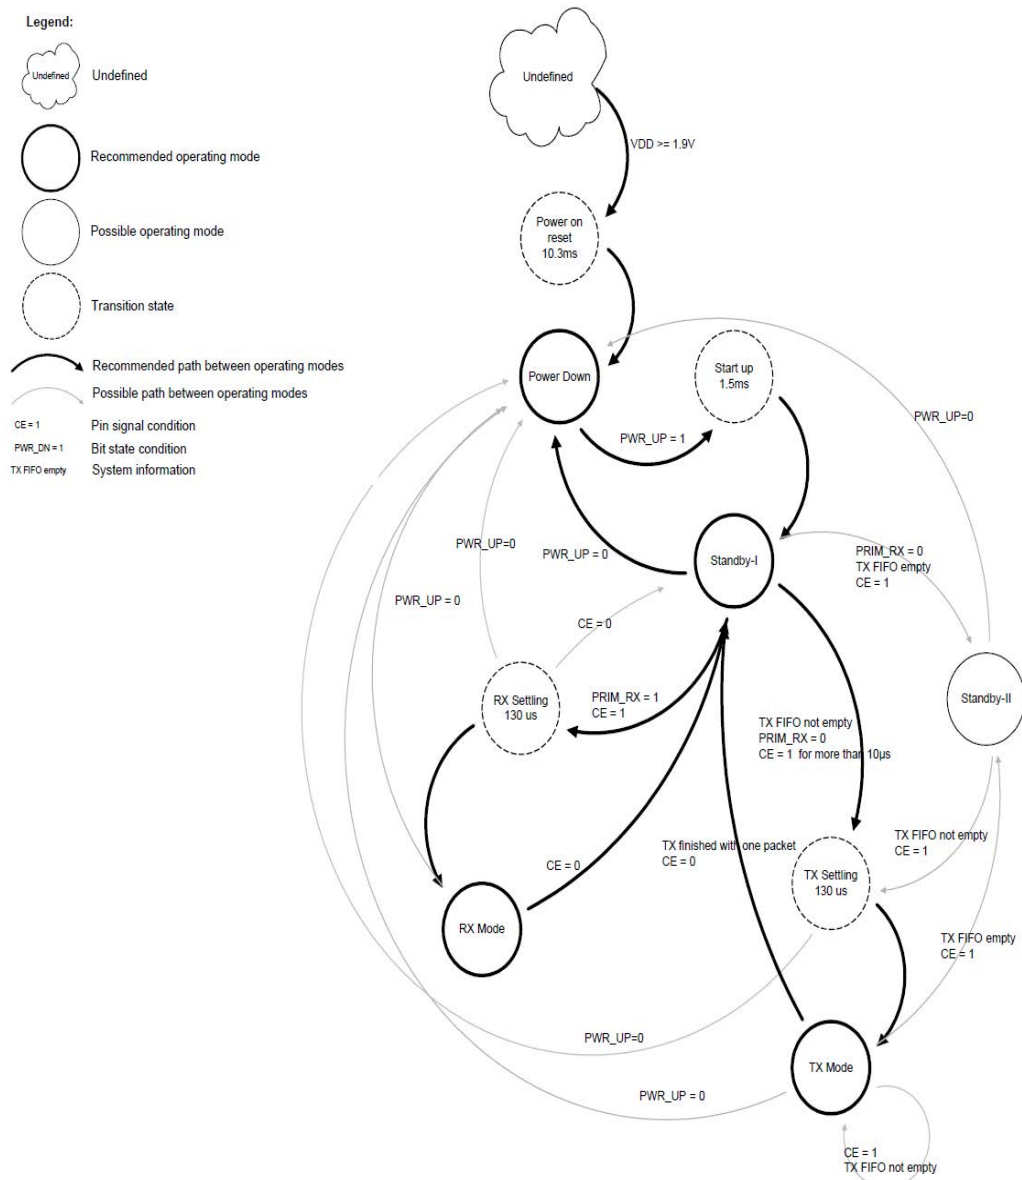 Legend:
Undefined
Undefined
Recommended operating mode
Possible operating mode
Transition state
Recommended path between operating modes
Possible path between operating modes
CE = 1
Pin signal condition
PWR_DN = 1
Bit state condition
TX FIFO empty
System information
Undefined
VDD >= 1.9V
Power on
reset
10.3ms
Power Down
Start up
1.5ms
PWR_UP=0
PWR_UP = 1
PWR_UP=0
PWR_UP = 0
Standby-I
PRIM_RX = 0
TX FIFO empty
CE = 1
PWR_UP = 0
CE = 0
RX Settling
130 us
PRIM_RX = 1
CE = 1
Standby-II
TX FIFO not empty
PRIM_RX = 0
CE = 1 for more than 10µs
TX FIFO not empty
CE = 1
TX finished with one packet
CE = 0
CE = 0
TX Settling
130 us
RX Mode
TX FIFO empty
CE = 1
PWR_UP=0
TX Mode
PWR_UP = 0
CE = 1
TX FIFO not empty